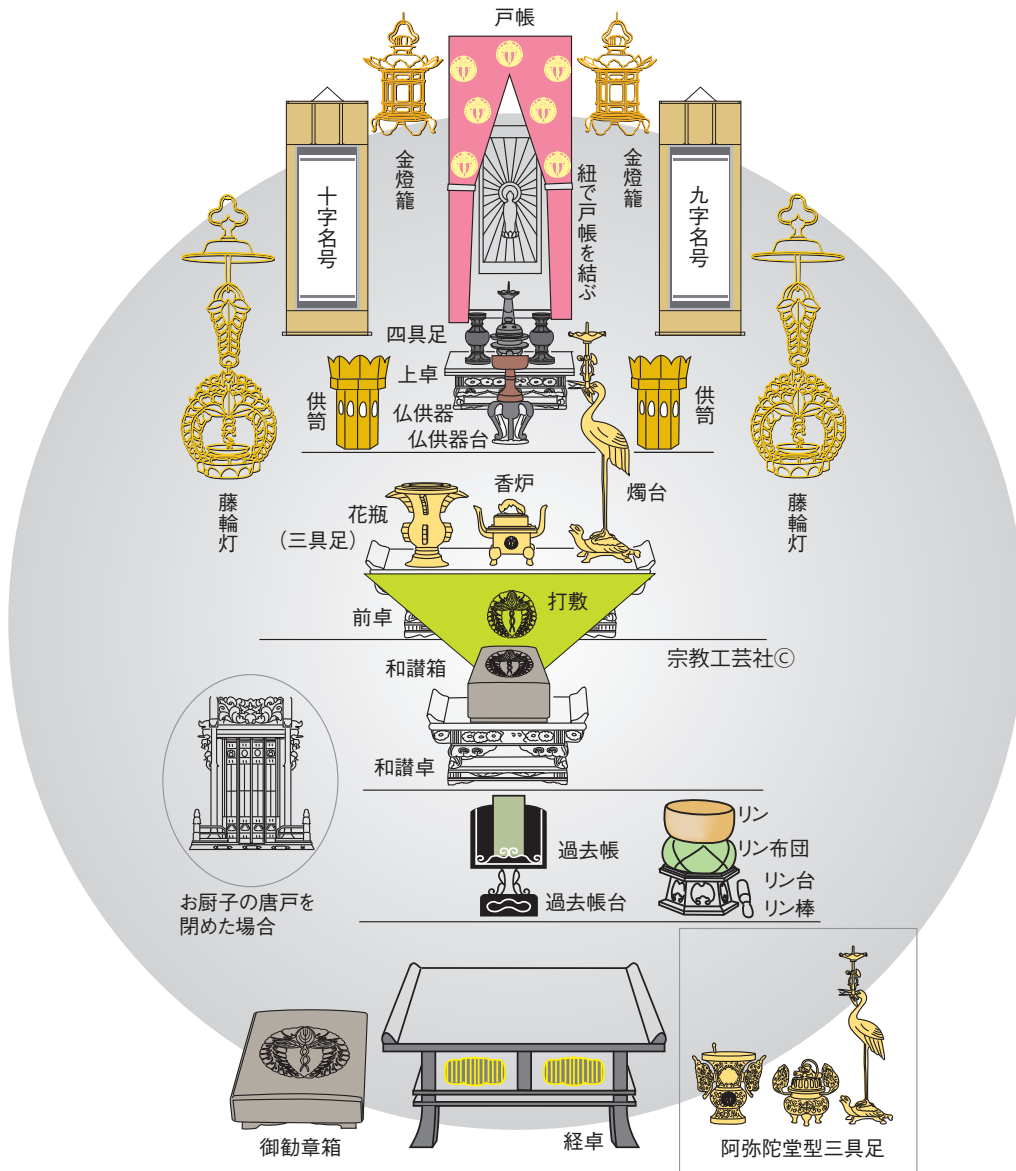 戸帳
金燈籠
金燈籠
十字名号
九字名号
紐で戸帳を結ぶ
四具足
上卓
供笥
供笥
仏供器
仏供器台
藤輪灯
藤輪灯
香炉
燭台
花瓶
(三具足)
打敷
前卓
和讃箱
宗教工芸社©
和讃卓
過去帳
過去帳台
リン
リン布団
リン台
リン棒
お厨子の唐戸を
閉めた場合
御勧章箱
経卓
阿弥陀堂型三具足